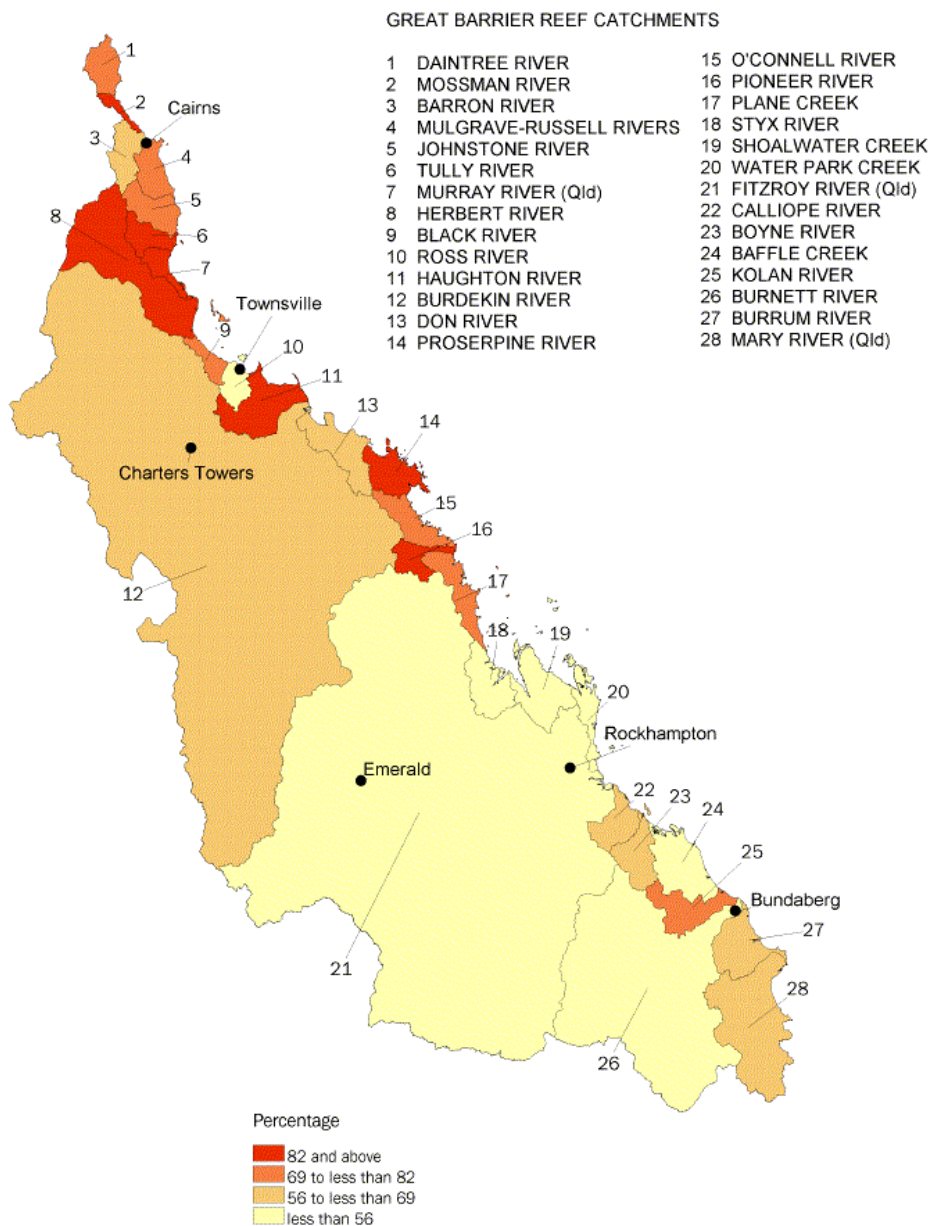 GREAT BARRIER REEF CATCHMENTS
1 DAINTREE RIVER
2 MOSSMAN RIVER
3 BARRON RIVER
4 MULGRAVE-RUSSELL RIVERS
5 JOHNSTONE RIVER
6 TULLY RIVER
7 MURRAY RIVER (Qld)
8 HERBERT RIVER
9 BLACK RIVER
10 ROSS RIVER
11 HAUGHTON RIVER
12 BURDEKIN RIVER
13 DON RIVER
14 PROSERPINE RIVER
15 O'CONNELL RIVER
16 PIONEER RIVER
17 PLANE CREEK
18 STYX RIVER
19 SHOALWATER CREEK
20 WATER PARK CREEK
21 FITZROY RIVER (Qld)
22 CALLIOPE RIVER
23 BOYNE RIVER
24 BAFFLE CREEK
25 KOLAN RIVER
26 BURNETT RIVER
27 BURRUM RIVER
28 MARY RIVER (Qld)
1
2
Cairns
3
4
5
8
6
7
Townsville
9
10
11
13
14
Charters Towers
15
16
12
17
18
19
20
Rockhampton
Emerald
22
23
24
25
Bundaberg
27
21
28
26
Percentage
82 and above
69 to less than 82
56 to less than 69
less than 56